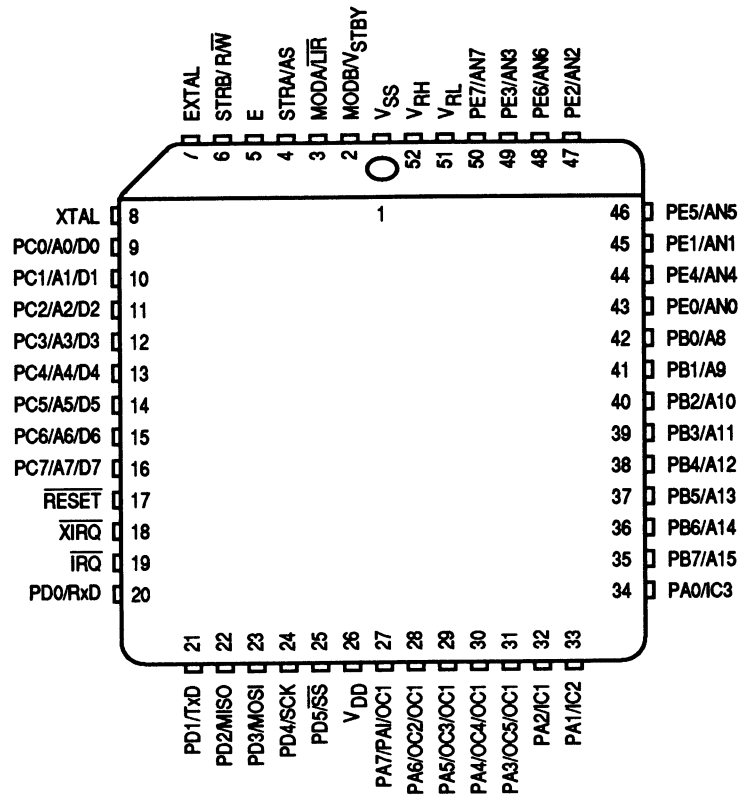 EXTAL
STRB/ R/W̅
E
STRA/AS
MODA/L̅I̅R̅
MODB/VSTBY
VSS
VRH
VRL
PE7/AN7
PE3/AN3
PE6/AN6
PE2/AN2
7 6 5 4 3 2 52 51 50 49 48 47
1
XTAL 8
PC0/A0/D0 9
PC1/A1/D1 10
PC2/A2/D2 11
PC3/A3/D3 12
PC4/A4/D4 13
PC5/A5/D5 14
PC6/A6/D6 15
PC7/A7/D7 16
R̅E̅S̅E̅T̅ 17
X̅I̅R̅Q̅ 18
I̅R̅Q̅ 19
PD0/RxD 20
46 PE5/AN5
45 PE1/AN1
44 PE4/AN4
43 PE0/AN0
42 PB0/A8
41 PB1/A9
40 PB2/A10
39 PB3/A11
38 PB4/A12
37 PB5/A13
36 PB6/A14
35 PB7/A15
34 PA0/IC3
21 22 23 24 25 26 27 28 29 30 31 32 33
PD1/TxD
PD2/MISO
PD3/MOSI
PD4/SCK
PD5/S̅S̅
VDD
PA7/PAI/OC1
PA6/OC2/OC1
PA5/OC3/OC1
PA4/OC4/OC1
PA3/OC5/OC1
PA2/IC1
PA1/IC2